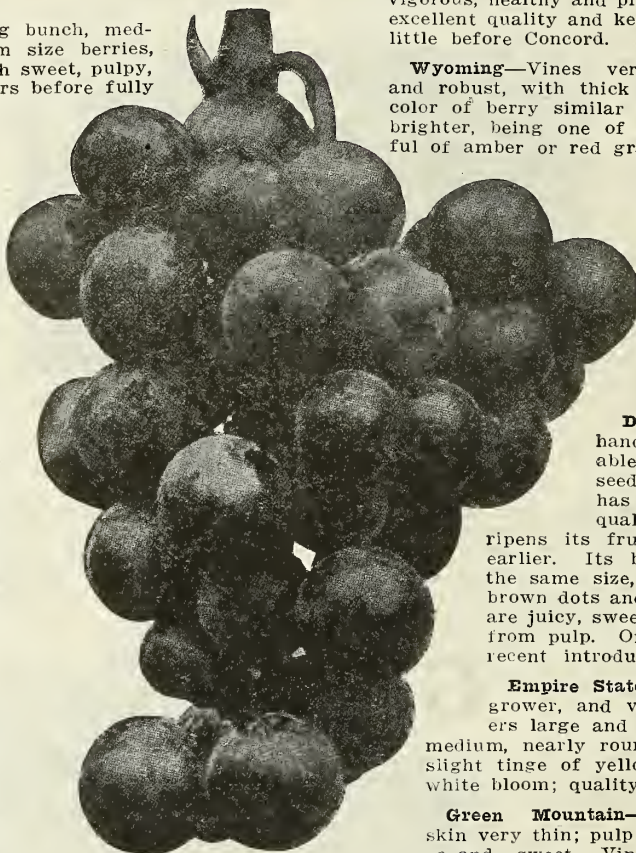 g bunch, med-
m size berries,
h sweet, pulpy,
rs before fully
vigorous, healthy and pr
excellent quality and ke
little before Concord.
Wyoming—Vines ver
and robust, with thick
color of berry similar
brighter, being one of
ful of amber or red gr
D
hand
able
seed
has
qual
ripens its fru
earlier. Its b
the same size,
brown dots and
are juicy, swee
from pulp. O
recent introdu
Empire State
grower, and v
ers large and
medium, nearly roun
slight tinge of yello
white bloom; quality
Green Mountain—
skin very thin; pulp
and sweet. Vin